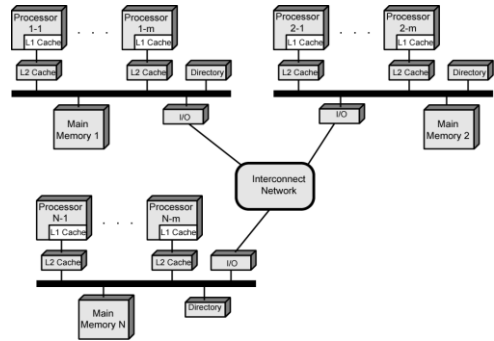 Processor
1-1
L1 Cache
. . .
Processor
1-m
L1 Cache
L2 Cache
L2 Cache
Directory
Main
Memory 1
I/O
Processor
2-1
L1 Cache
. . .
Processor
2-m
L1 Cache
L2 Cache
L2 Cache
Directory
I/O
Main
Memory 2
Interconnect
Network
Processor
N-1
L1 Cache
. . .
Processor
N-m
L1 Cache
L2 Cache
L2 Cache
I/O
Main
Memory N
Directory